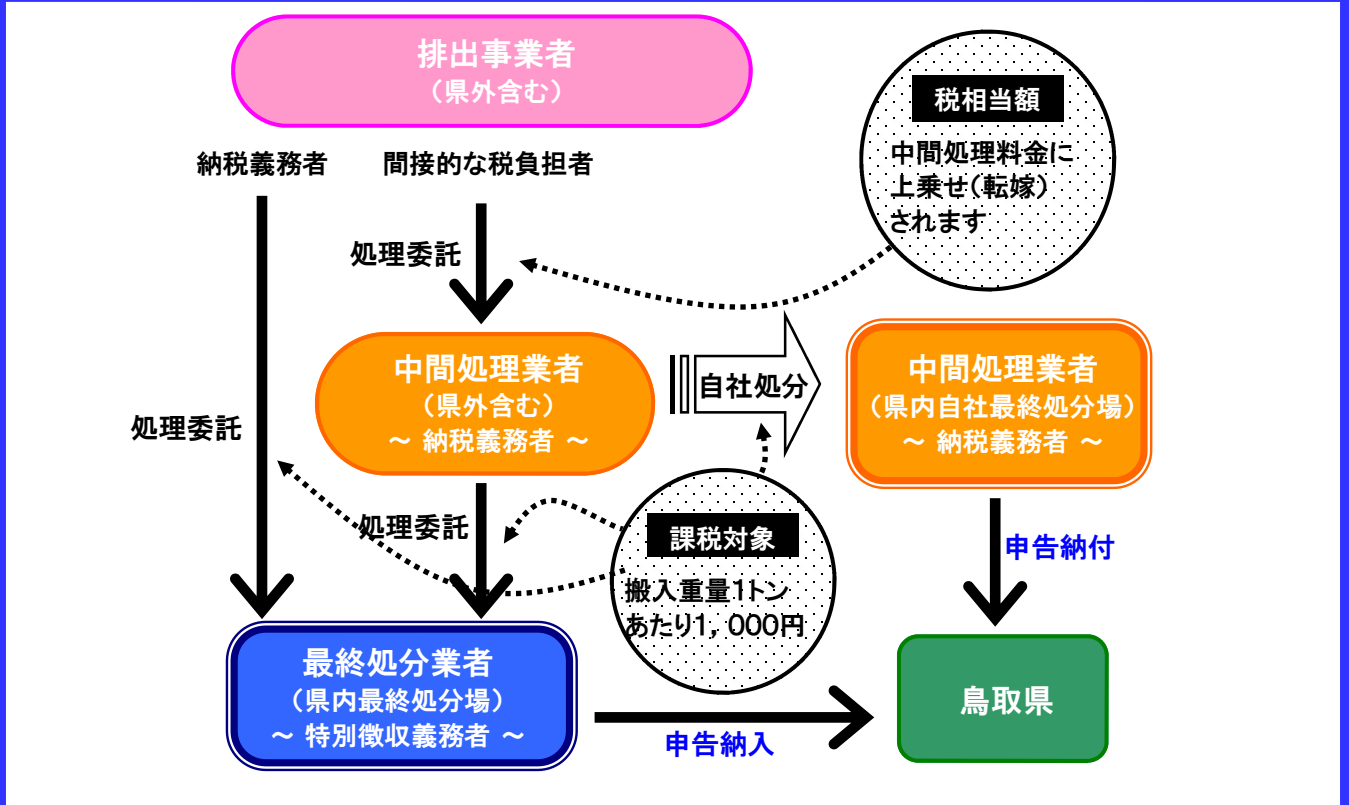 排出事業者
（県外含む）
税相当額
中間処理料金に
上乗せ（転嫁）
されます
納税義務者
間接的な税負担者
処理委託
中間処理業者
（県外含む）
～ 納税義務者 ～
自社処分
中間処理業者
（県内自社最終処分場）
～ 納税義務者 ～
処理委託
処理委託
課税対象
搬入重量1トン
あたり1，000円
申告納付
最終処分業者
（県内最終処分場）
～ 特別徴収義務者 ～
申告納入
鳥取県